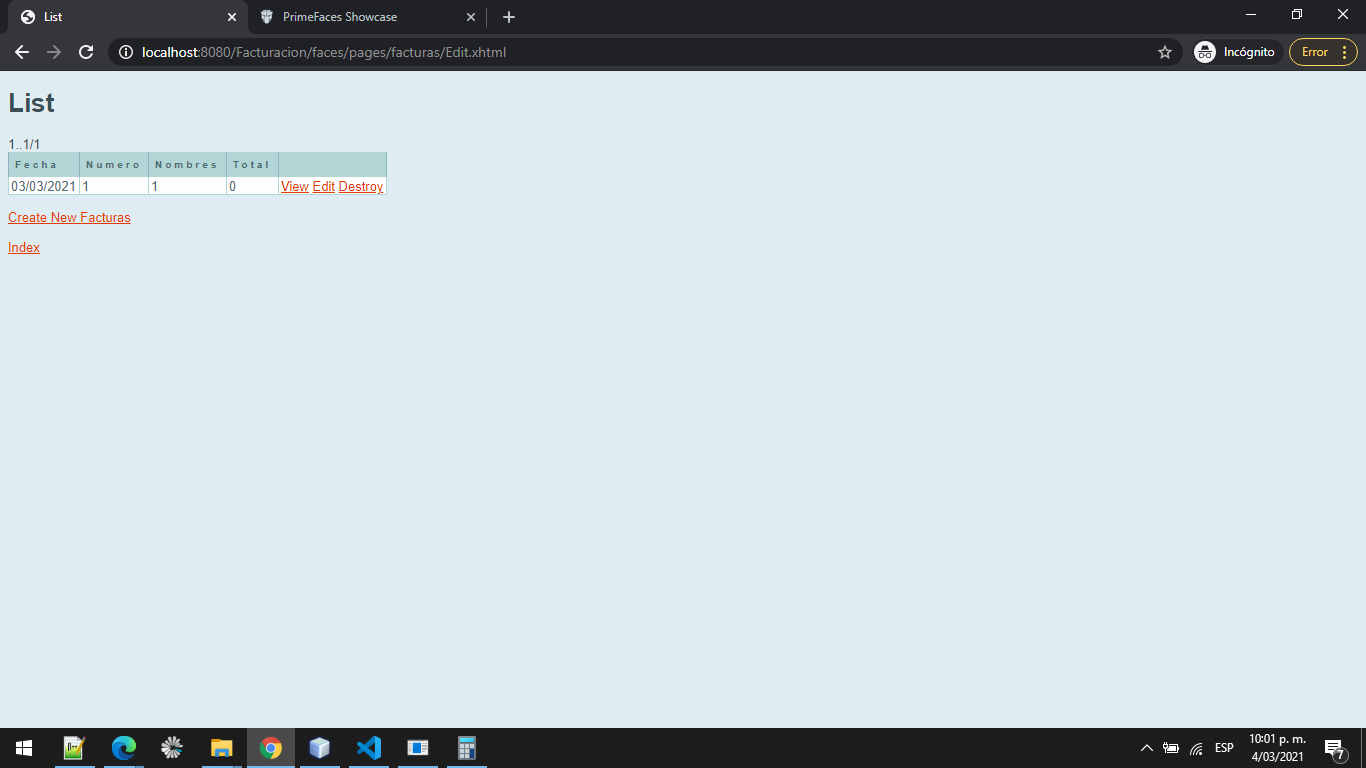 List
PrimeFaces Showcase
localhost:8080/Facturacion/faces/pages/facturas/Edit.xhtml
Incógnito
Error
List
1..1/1
Fecha Numero Nombres Total
03/03/2021 1 1 0 View Edit Destroy
Create New Facturas
Index
ESP
10:01 p. m.
4/03/2021
7